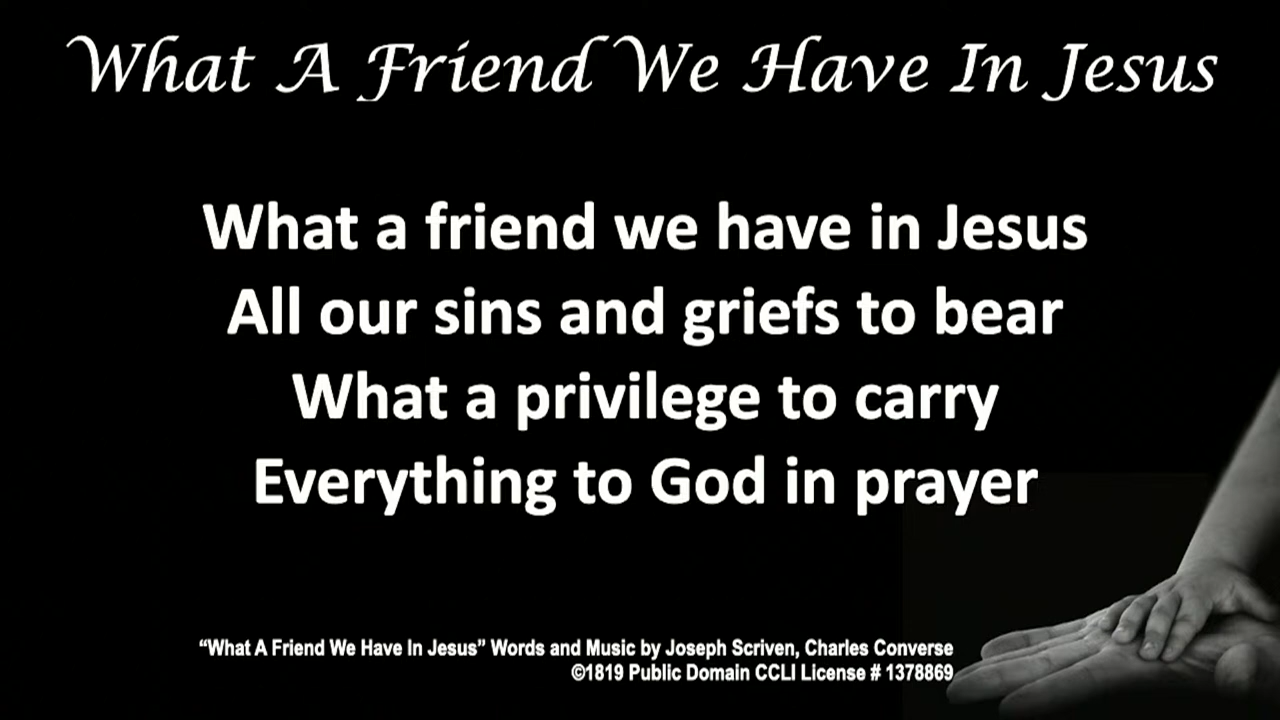 What A Friend We Have In Jesus
What a friend we have in Jesus
All our sins and griefs to bear
What a privilege to carry
Everything to God in prayer
“What A Friend We Have In Jesus” Words and Music by Joseph Scriven, Charles Converse
©1819 Public Domain CCLI License # 1378869